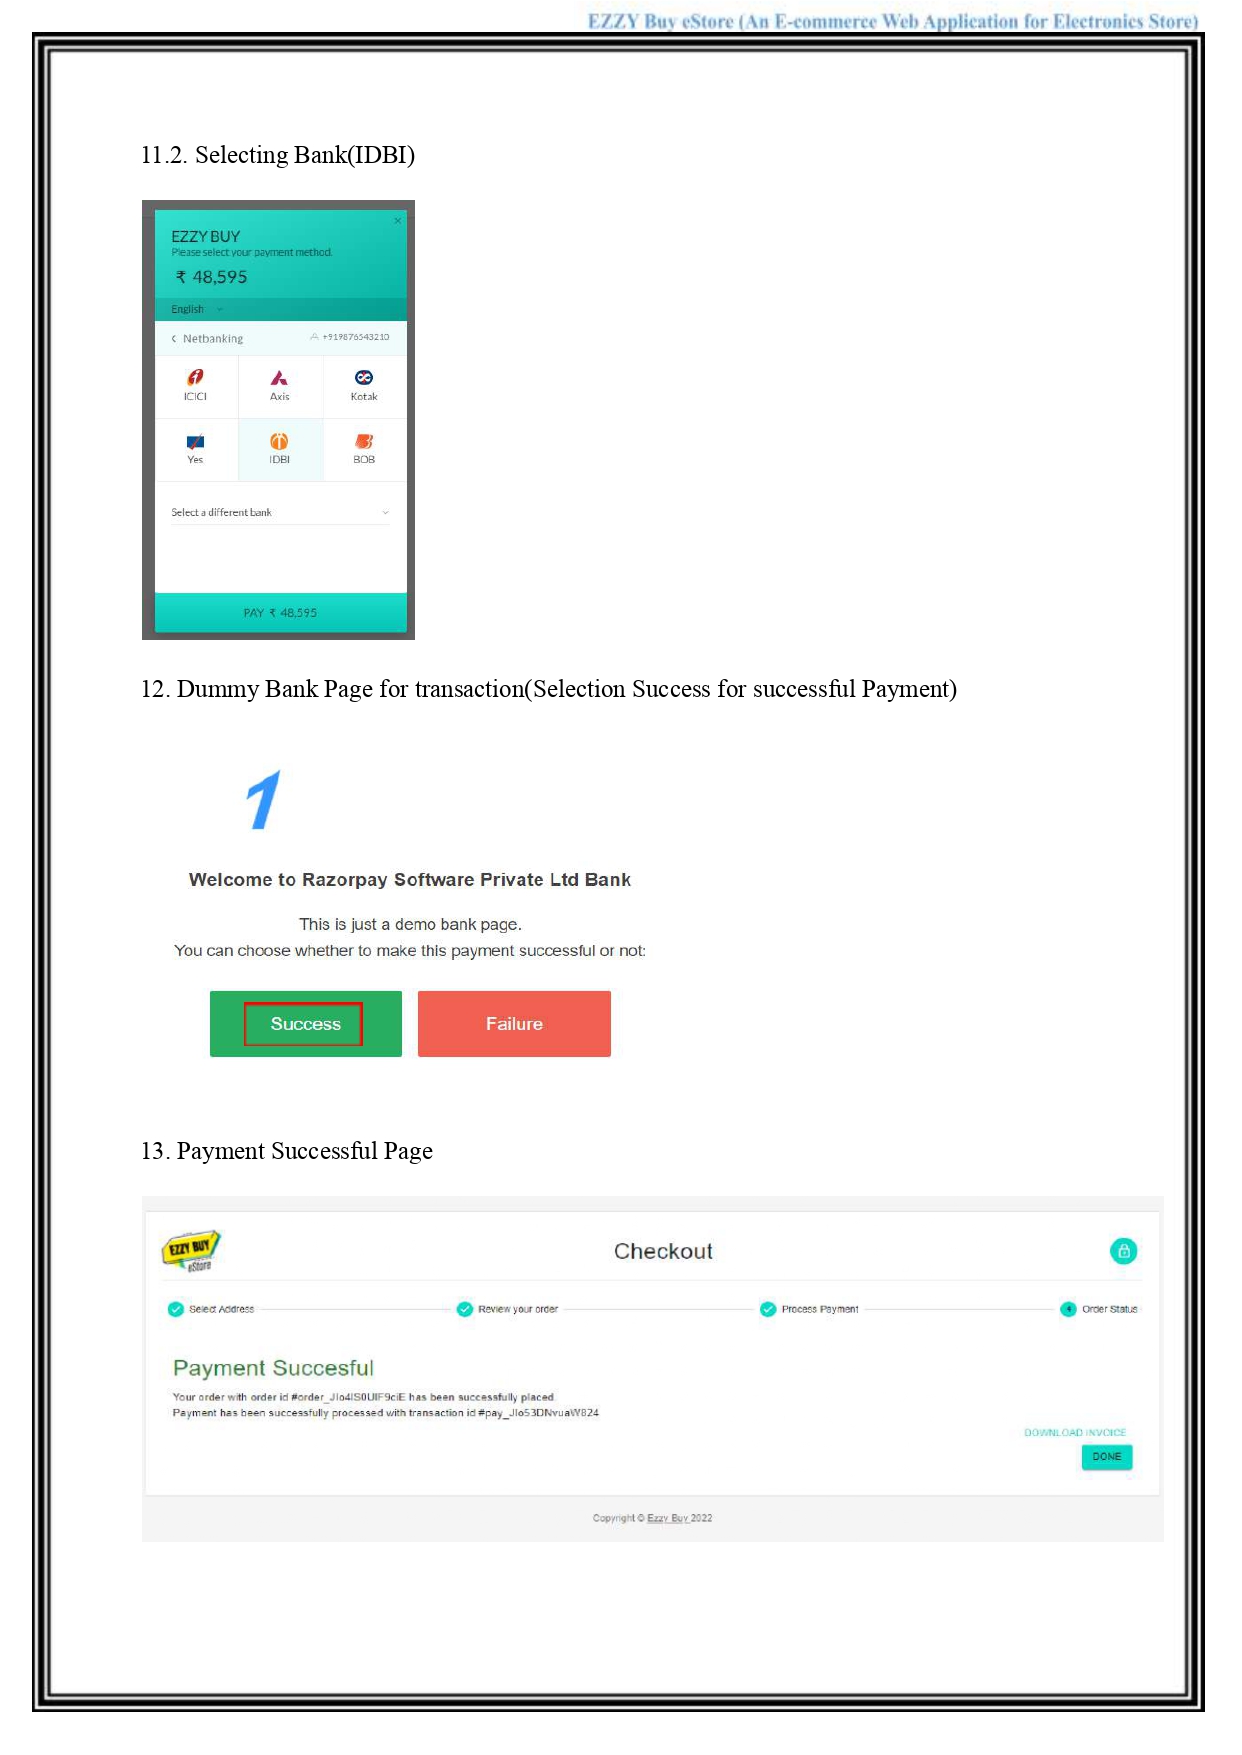 EZZY Buy eStore (An E-commerce Web Application for Electronics Store)
11.2. Selecting Bank(IDBI)
×
EZZY BUY
Please select your payment method.
₹ 48,595
English
< Netbanking +919876543210
ICICI Axis Kotak
Yes IDBI BOB
Select a different bank
PAY ₹ 48,595
12. Dummy Bank Page for transaction(Selection Success for successful Payment)
1
Welcome to Razorpay Software Private Ltd Bank
This is just a demo bank page.
You can choose whether to make this payment successful or not:
Success Failure
13. Payment Successful Page
EZZY BUY
eStore
Checkout
Select Address Review your order Process Payment 4 Order Status
Payment Succesful
Your order with order id #order_JIo4IS0UIF9ciE has been successfully placed.
Payment has been successfully processed with transaction id #pay_JIo53DNvuaW824
DOWNLOAD INVOICE
DONE
Copyright © Ezzy Buy 2022